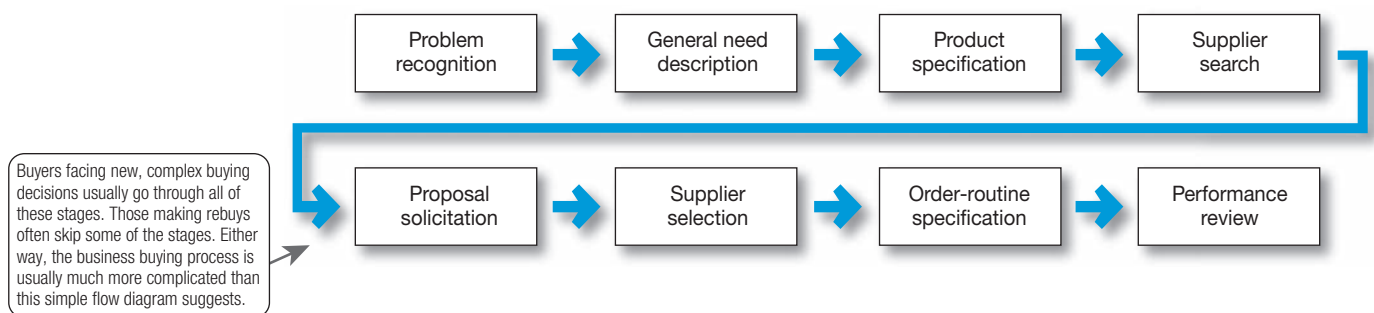 Problem
recognition
General need
description
Product
specification
Supplier
search
Buyers facing new, complex buying
decisions usually go through all of
these stages. Those making rebuys
often skip some of the stages. Either
way, the business buying process is
usually much more complicated than
this simple flow diagram suggests.
Proposal
solicitation
Supplier
selection
Order-routine
specification
Performance
review